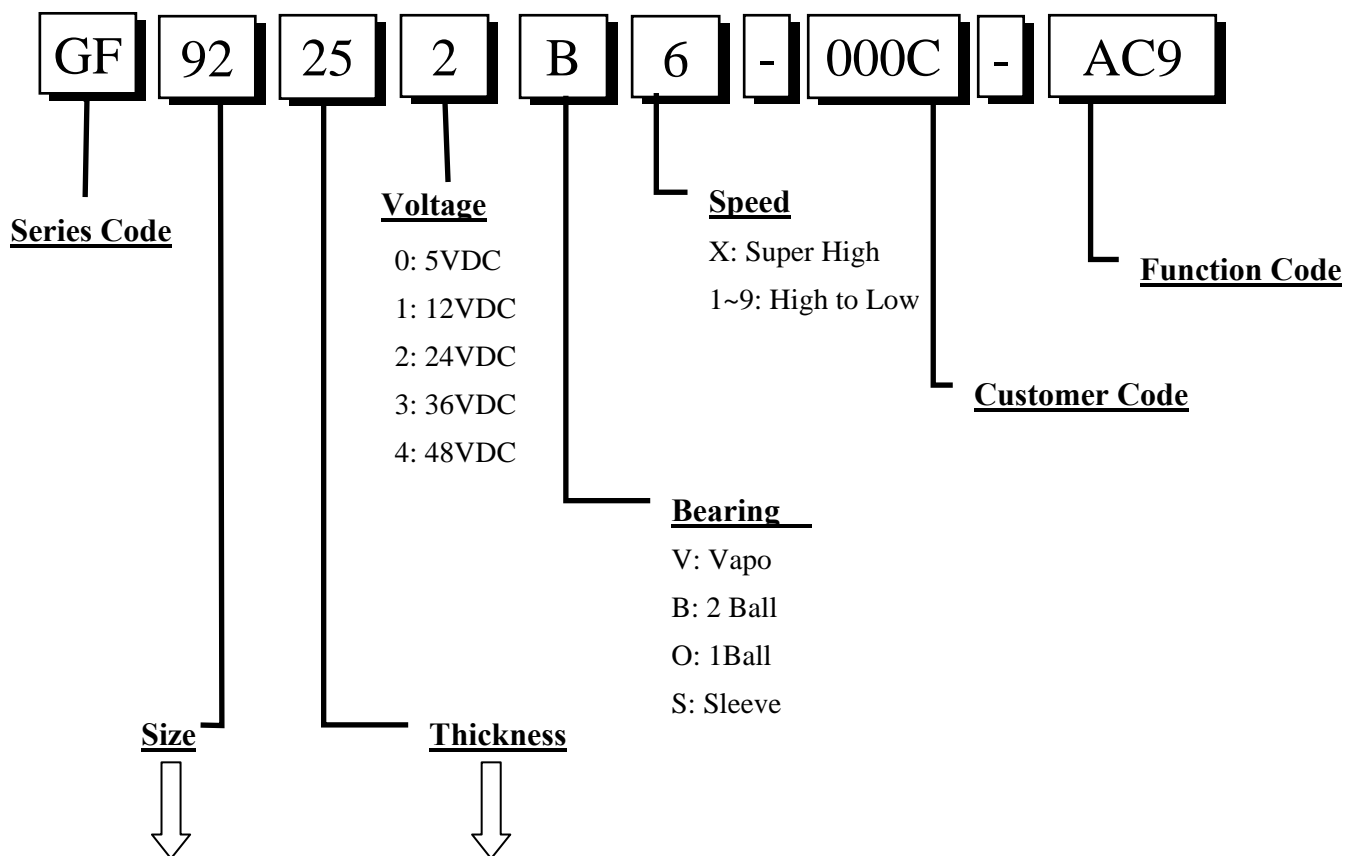 GF 92 25 2 B 6 - 000C - AC9
Series Code
Voltage
0: 5VDC
1: 12VDC
2: 24VDC
3: 36VDC
4: 48VDC
Speed
X: Super High
1~9: High to Low
Function Code
Customer Code
Bearing
V: Vapo
B: 2 Ball
O: 1Ball
S: Sleeve
Size
Thickness